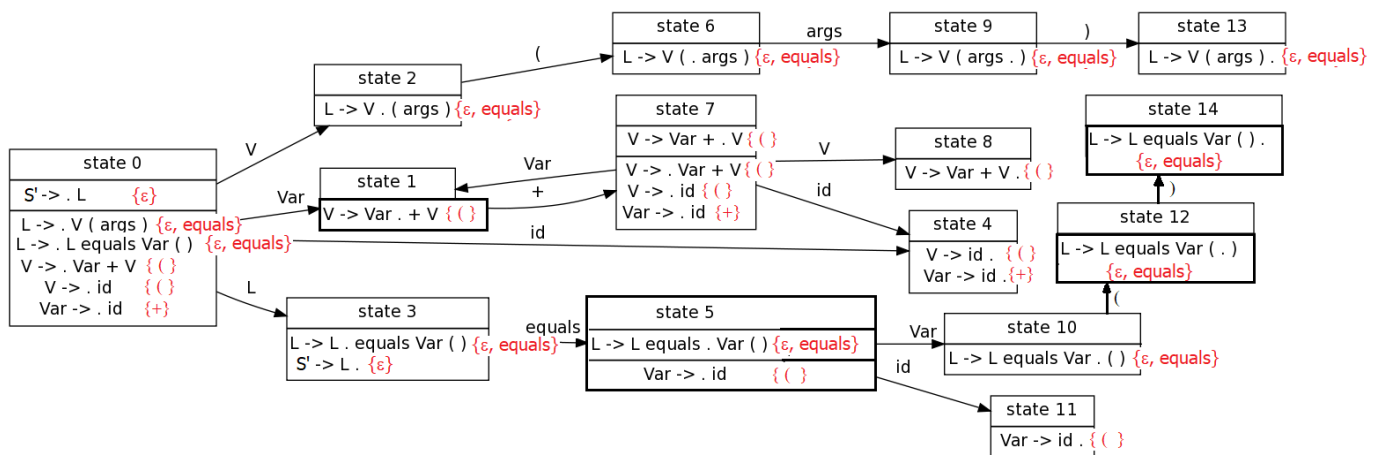 state 0
S' -> . L {ε}
L -> . V ( args ) {ε, equals}
L -> . L equals Var ( ) {ε, equals}
V -> . Var + V { ( }
V -> . id { ( }
Var -> . id {+}
V
Var
id
L
state 2
L -> V . ( args ) {ε, equals}
(
state 6
L -> V ( . args ) {ε, equals}
args
state 9
L -> V ( args . ) {ε, equals}
)
state 13
L -> V ( args ) . {ε, equals}
state 1
V -> Var . + V { ( }
Var
+
state 7
V -> Var + . V { ( }
V -> . Var + V { ( }
V -> . id { ( }
Var -> . id {+}
V
id
state 8
V -> Var + V . { ( }
state 4
V -> id . { ( }
Var -> id . {+}
state 3
L -> L . equals Var ( ) {ε, equals}
S' -> L . {ε}
equals
state 5
L -> L equals . Var ( ) {ε, equals}
Var -> . id { ( }
Var
id
state 10
L -> L equals Var . ( ) {ε, equals}
state 11
Var -> id . { ( }
(
state 12
L -> L equals Var ( . )
{ε, equals}
)
state 14
L -> L equals Var ( ) .
{ε, equals}